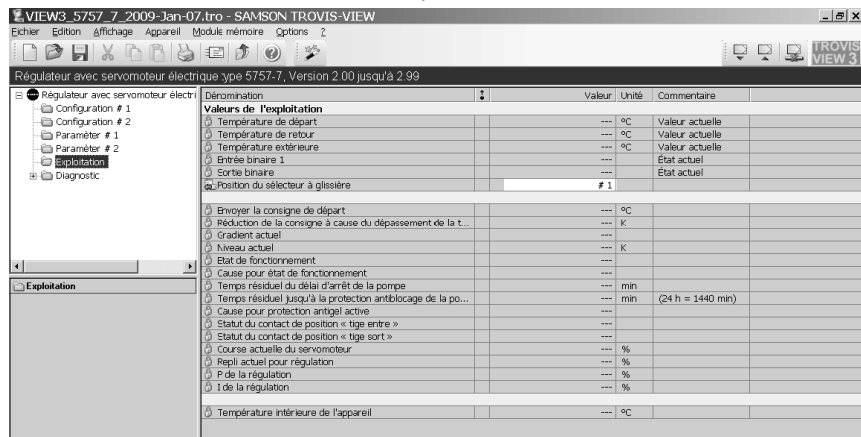 VIEW3_5757_7_2009-Jan-07.tro - SAMSON TROVIS-VIEW
Eichier Edition Affichage Appareil Module mémoire Options ?
TROVIS
VIEW 3
Régulateur avec servomoteur électrique type 5757-7, Version 2.00 jusqu'à 2.99
Régulateur avec servomoteur électri
Configuration # 1
Configuration # 2
Paramèter # 1
Paramèter # 2
Exploitation
Diagnostic
Exploitation
Dénomination Valeur Unité Commentaire
Valeurs de l'exploitation
Température de départ --- °C Valeur actuelle
Température de retour --- °C Valeur actuelle
Température extérieure --- °C Valeur actuelle
Entrée binaire 1 --- État actuel
Sortie binaire --- État actuel
Position du sélecteur à glissière # 1
Envoyer la consigne de départ --- °C
Réduction de la consigne à cause du dépassement de la t... --- K
Gradient actuel ---
Niveau actuel --- K
Etat de fonctionnement ---
Cause pour état de fonctionnement ---
Temps résiduel du délai d'arrêt de la pompe --- min
Temps résiduel jusqu'à la protection antiblocage de la po... --- min (24 h = 1440 min)
Cause pour protection antigel active ---
Statut du contact de position « tige entre » ---
Statut du contact de position « tige sort » ---
Course actuelle du servomoteur --- %
Repli actuel pour régulation --- %
P de la régulation --- %
I de la régulation --- %
Température intérieure de l'appareil --- °C